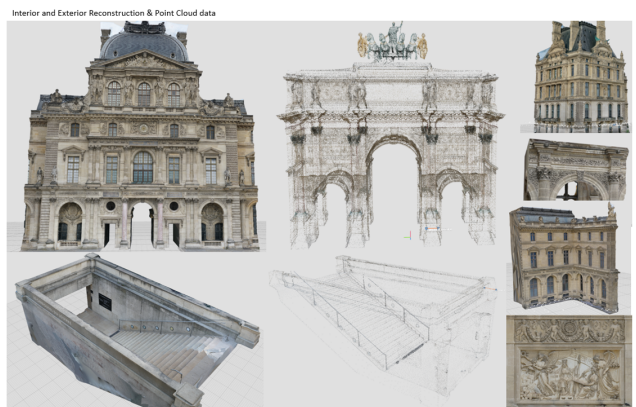 Interior and Exterior Reconstruction & Point Cloud data